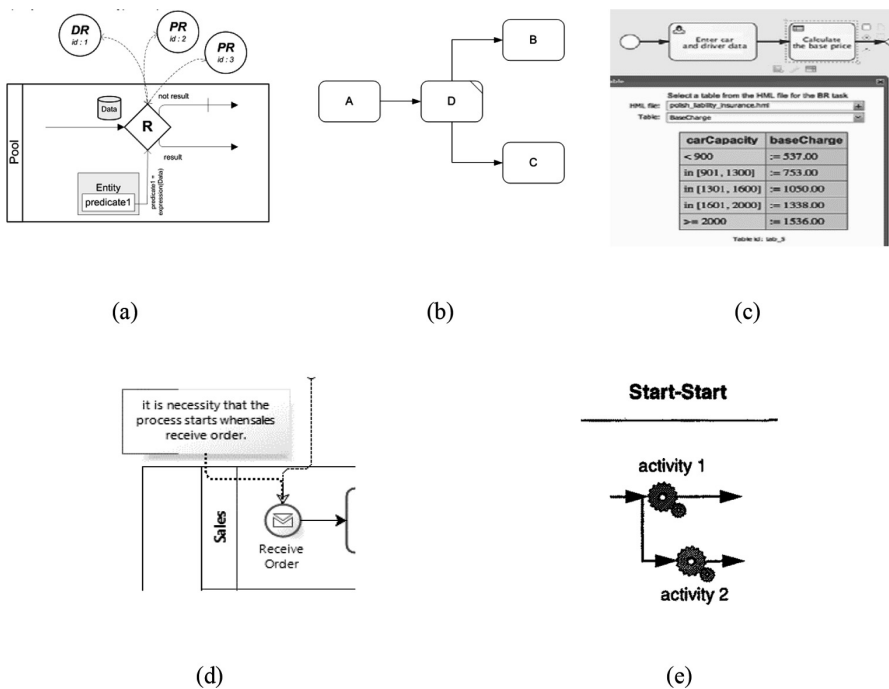 DR
id : 1
PR
id : 2
PR
id : 3
Pool
Data
not result
R
result
Entity
predicate1
predicate1 =
expression(Data)
(a)
A
D
B
C
(b)
Enter car
and driver data
Calculate
the base price
Select a table from the HML file for the BR task
HML file:
polish_liability_insurance.hml
Table:
BaseCharge
carCapacity baseCharge
< 900 := 537.00
in [901, 1300] := 753.00
in [1301, 1600] := 1050.00
in [1601, 2000] := 1338.00
>= 2000 := 1536.00
Table id: tab_5
(c)
it is necessity that the
process starts whensales
receive order.
Sales
Receive
Order
(d)
Start-Start
activity 1
activity 2
(e)